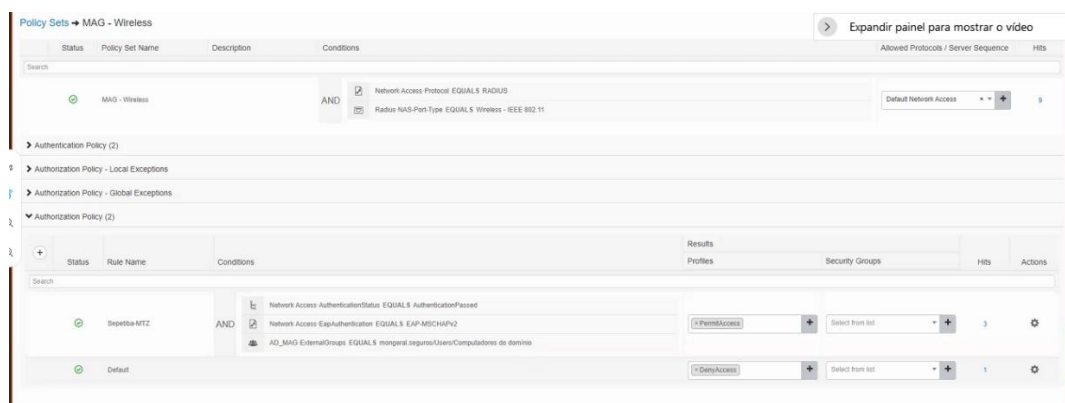 Policy Sets → MAG - Wireless
Expandir painel para mostrar o vídeo
Status Policy Set Name Description Conditions Allowed Protocols / Server Sequence Hits
Search
MAG - Wireless
AND
Network Access·Protocol EQUALS RADIUS
Radius·NAS-Port-Type EQUALS Wireless - IEEE 802.11
Default Network Access
9
Authentication Policy (2)
Authorization Policy - Local Exceptions
Authorization Policy - Global Exceptions
Authorization Policy (2)
Results
Status Rule Name Conditions Profiles Security Groups Hits Actions
Search
Sepetiba-MTZ
AND
Network Access·AuthenticationStatus EQUALS AuthenticationPassed
Network Access·EapAuthentication EQUALS EAP-MSCHAPv2
AD_MAG·ExternalGroups EQUALS mongeral.seguros/Users/Computadores do domínio
×PermitAccess
Select from list
3
Default
×DenyAccess
Select from list
1